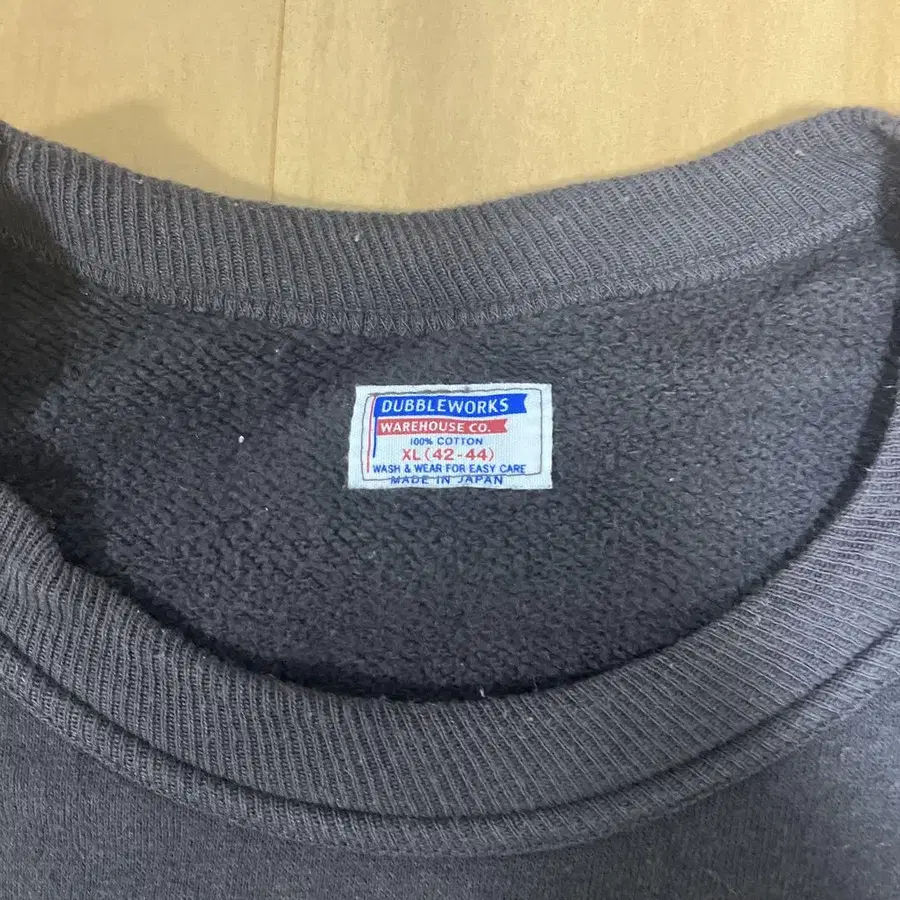 DUBBLEWORKS
WAREHOUSE CO.
100% COTTON
XL (42-44)
WASH & WEAR FOR EASY CARE
MADE IN JAPAN